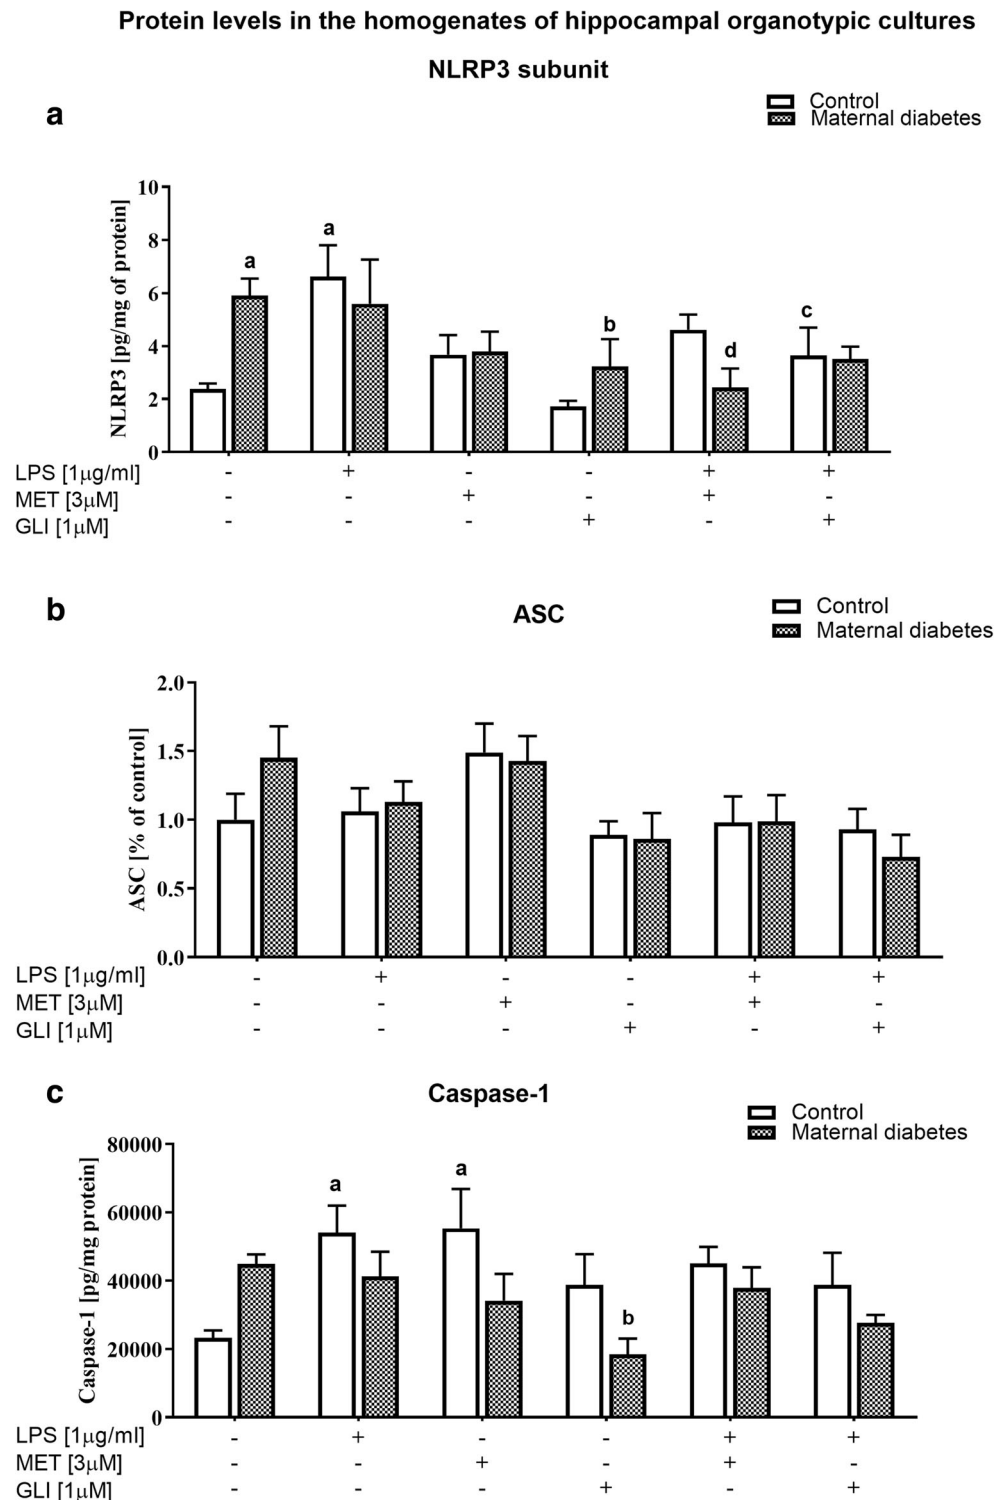 Protein levels in the homogenates of hippocampal organotypic cultures
NLRP3 subunit
a
Control
Maternal diabetes
NLRP3 [pg/mg of protein]
10
8
6
4
2
0
a
a
b
d
c
LPS [1μg/ml] - + - - + +
MET [3μM] - - + - + -
GLI [1μM] - - - + - +
b
ASC
Control
Maternal diabetes
ASC [% of control]
2.0
1.5
1.0
0.5
0.0
LPS [1μg/ml] - + - - + +
MET [3μM] - - + - + -
GLI [1μM] - - - + - +
c
Caspase-1
Control
Maternal diabetes
Caspase-1 [pg/mg protein]
80000
60000
40000
20000
0
a
a
b
LPS [1μg/ml] - + - - + +
MET [3μM] - - + - + -
GLI [1μM] - - - + - +